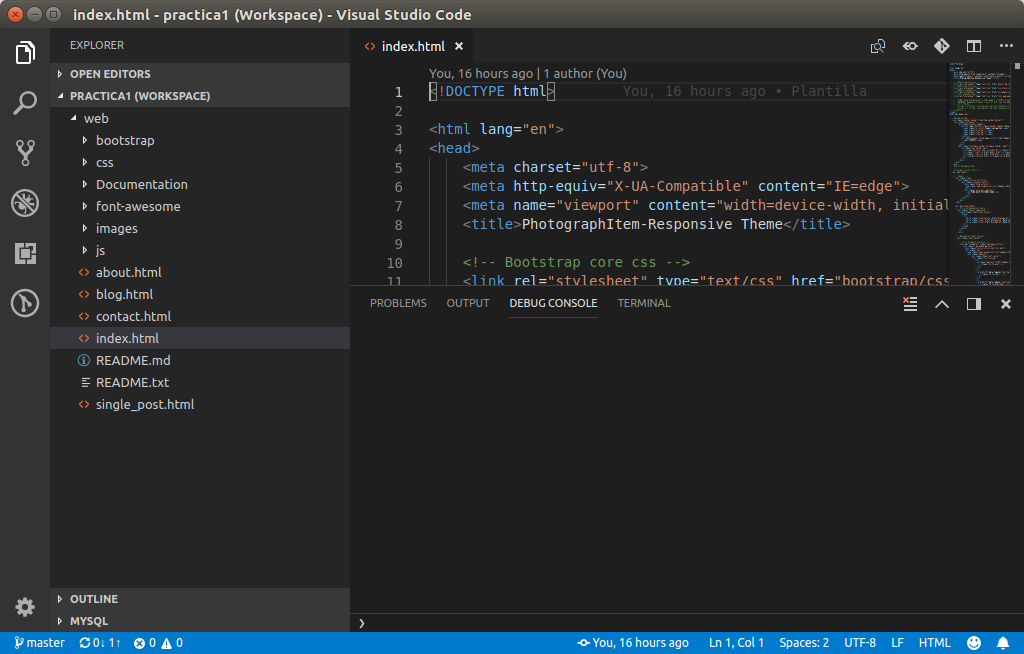 index.html - practica1 (Workspace) - Visual Studio Code
EXPLORER
OPEN EDITORS
PRACTICA1 (WORKSPACE)
web
bootstrap
css
Documentation
font-awesome
images
js
about.html
blog.html
contact.html
index.html
README.md
README.txt
single_post.html
OUTLINE
MYSQL
index.html
You, 16 hours ago | 1 author (You)
1 <!DOCTYPE html> You, 16 hours ago • Plantilla
2
3 <html lang="en">
4 <head>
5 <meta charset="utf-8">
6 <meta http-equiv="X-UA-Compatible" content="IE=edge">
7 <meta name="viewport" content="width=device-width, initial
8 <title>PhotographItem-Responsive Theme</title>
9
10 <!-- Bootstrap core css -->
11 <link rel="stylesheet" type="text/css" href="bootstrap/css
PROBLEMS OUTPUT DEBUG CONSOLE TERMINAL
master 0↓ 1↑ 0 0 You, 16 hours ago Ln 1, Col 1 Spaces: 2 UTF-8 LF HTML